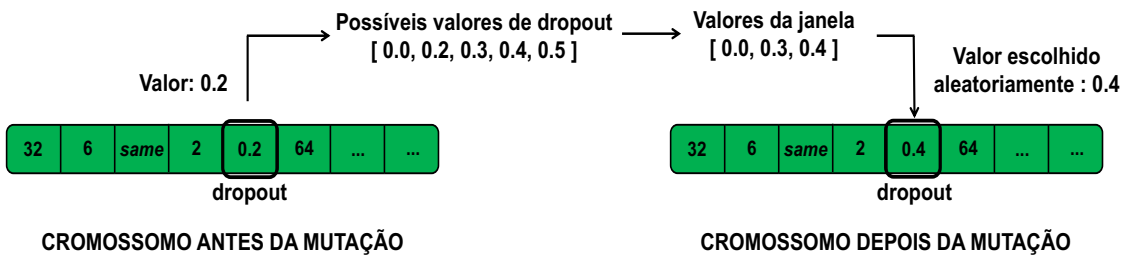 Possíveis valores de dropout
[ 0.0, 0.2, 0.3, 0.4, 0.5 ]
Valores da janela
[ 0.0, 0.3, 0.4 ]
Valor: 0.2
Valor escolhido
aleatoriamente : 0.4
32 6 same 2 0.2 64 ... ...
dropout
32 6 same 2 0.4 64 ... ...
dropout
CROMOSSOMO ANTES DA MUTAÇÃO
CROMOSSOMO DEPOIS DA MUTAÇÃO